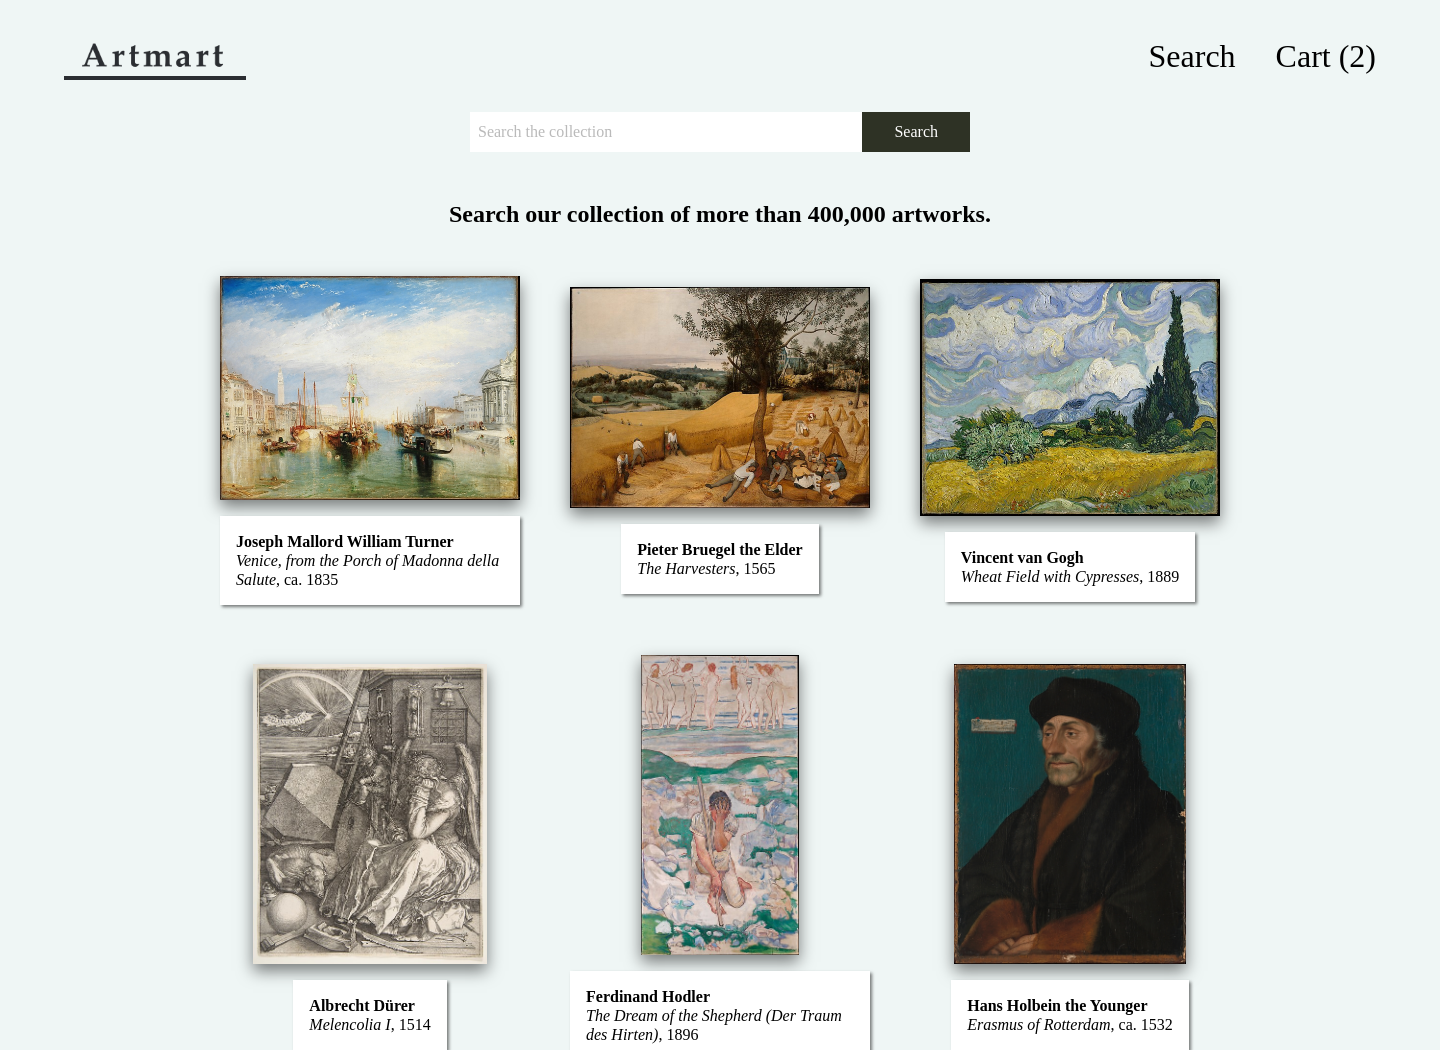 Artmart
Search
Cart (2)
Search the collection
Search
Search our collection of more than 400,000 artworks.
Joseph Mallord William Turner
Venice, from the Porch of Madonna della
Salute, ca. 1835
Pieter Bruegel the Elder
The Harvesters, 1565
Vincent van Gogh
Wheat Field with Cypresses, 1889
Albrecht Dürer
Melencolia I, 1514
Ferdinand Hodler
The Dream of the Shepherd (Der Traum
des Hirten), 1896
Hans Holbein the Younger
Erasmus of Rotterdam, ca. 1532